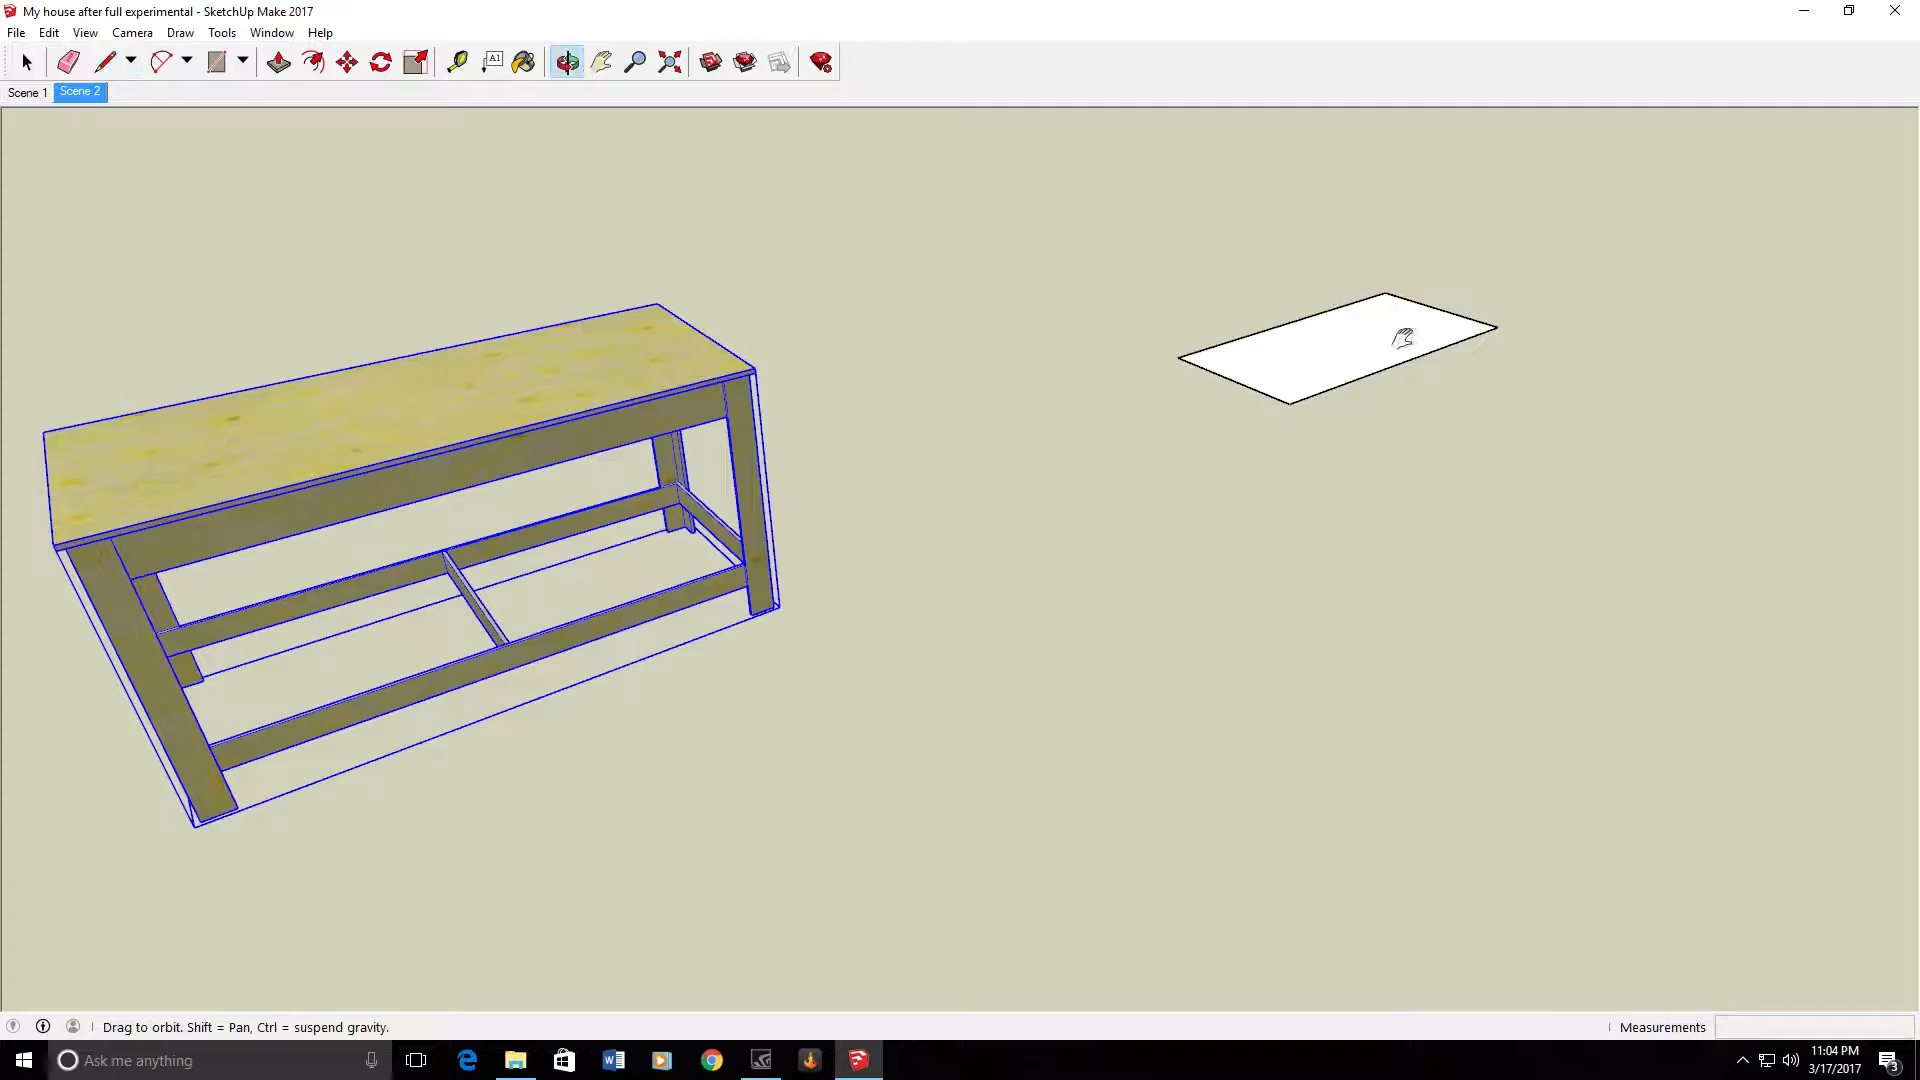 My house after full experimental - SketchUp Make 2017
File Edit View Camera Draw Tools Window Help
A1
Scene 1 Scene 2
Drag to orbit. Shift = Pan, Ctrl = suspend gravity.
Measurements
Ask me anything
11:04 PM
3/17/2017
3